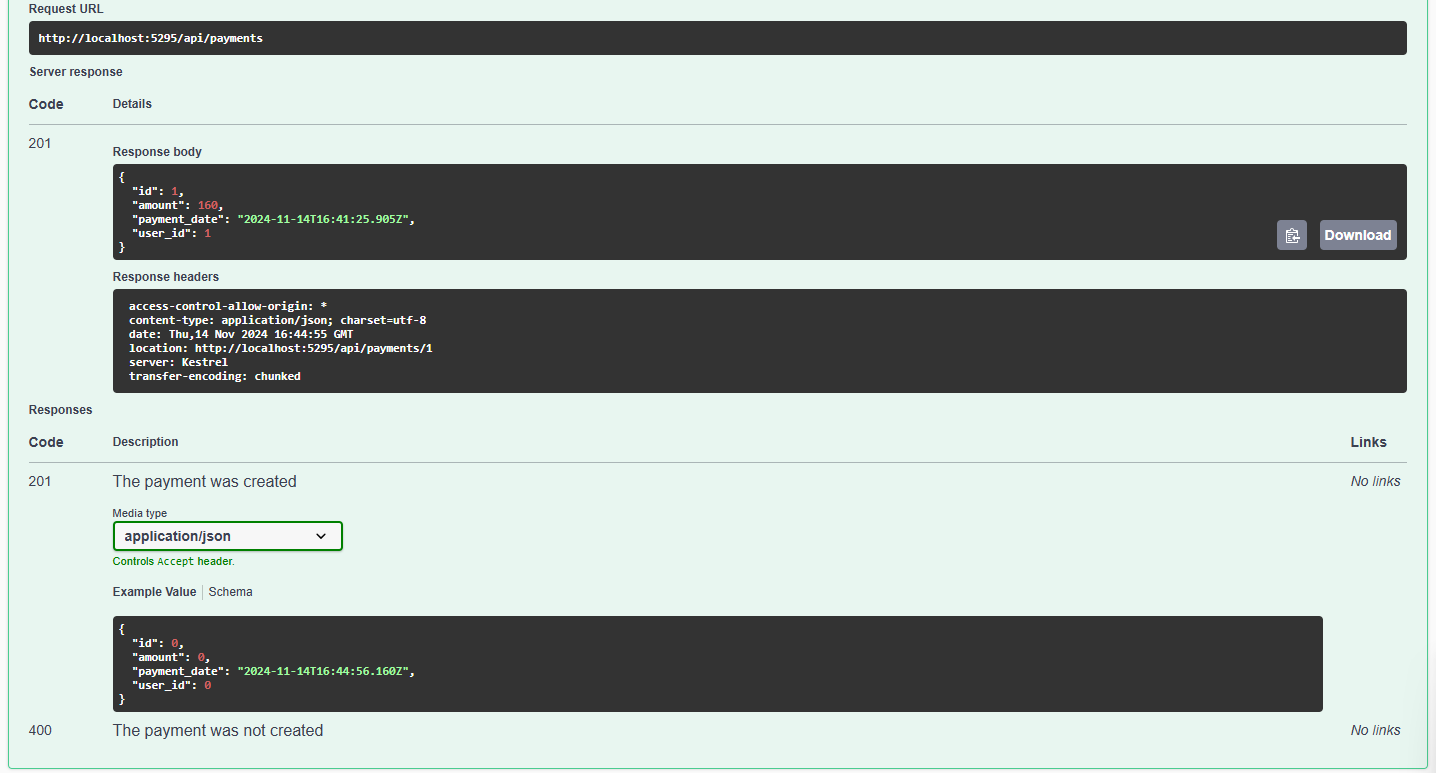 Request URL
http://localhost:5295/api/payments
Server response
Code Details
201
Response body
{
"id": 1,
"amount": 160,
"payment_date": "2024-11-14T16:41:25.905Z",
"user_id": 1
}
Download
Response headers
access-control-allow-origin: *
content-type: application/json; charset=utf-8
date: Thu,14 Nov 2024 16:44:55 GMT
location: http://localhost:5295/api/payments/1
server: Kestrel
transfer-encoding: chunked
Responses
Code Description Links
201 The payment was created No links
Media type
application/json
Controls Accept header.
Example Value Schema
{
"id": 0,
"amount": 0,
"payment_date": "2024-11-14T16:44:56.160Z",
"user_id": 0
}
400 The payment was not created No links